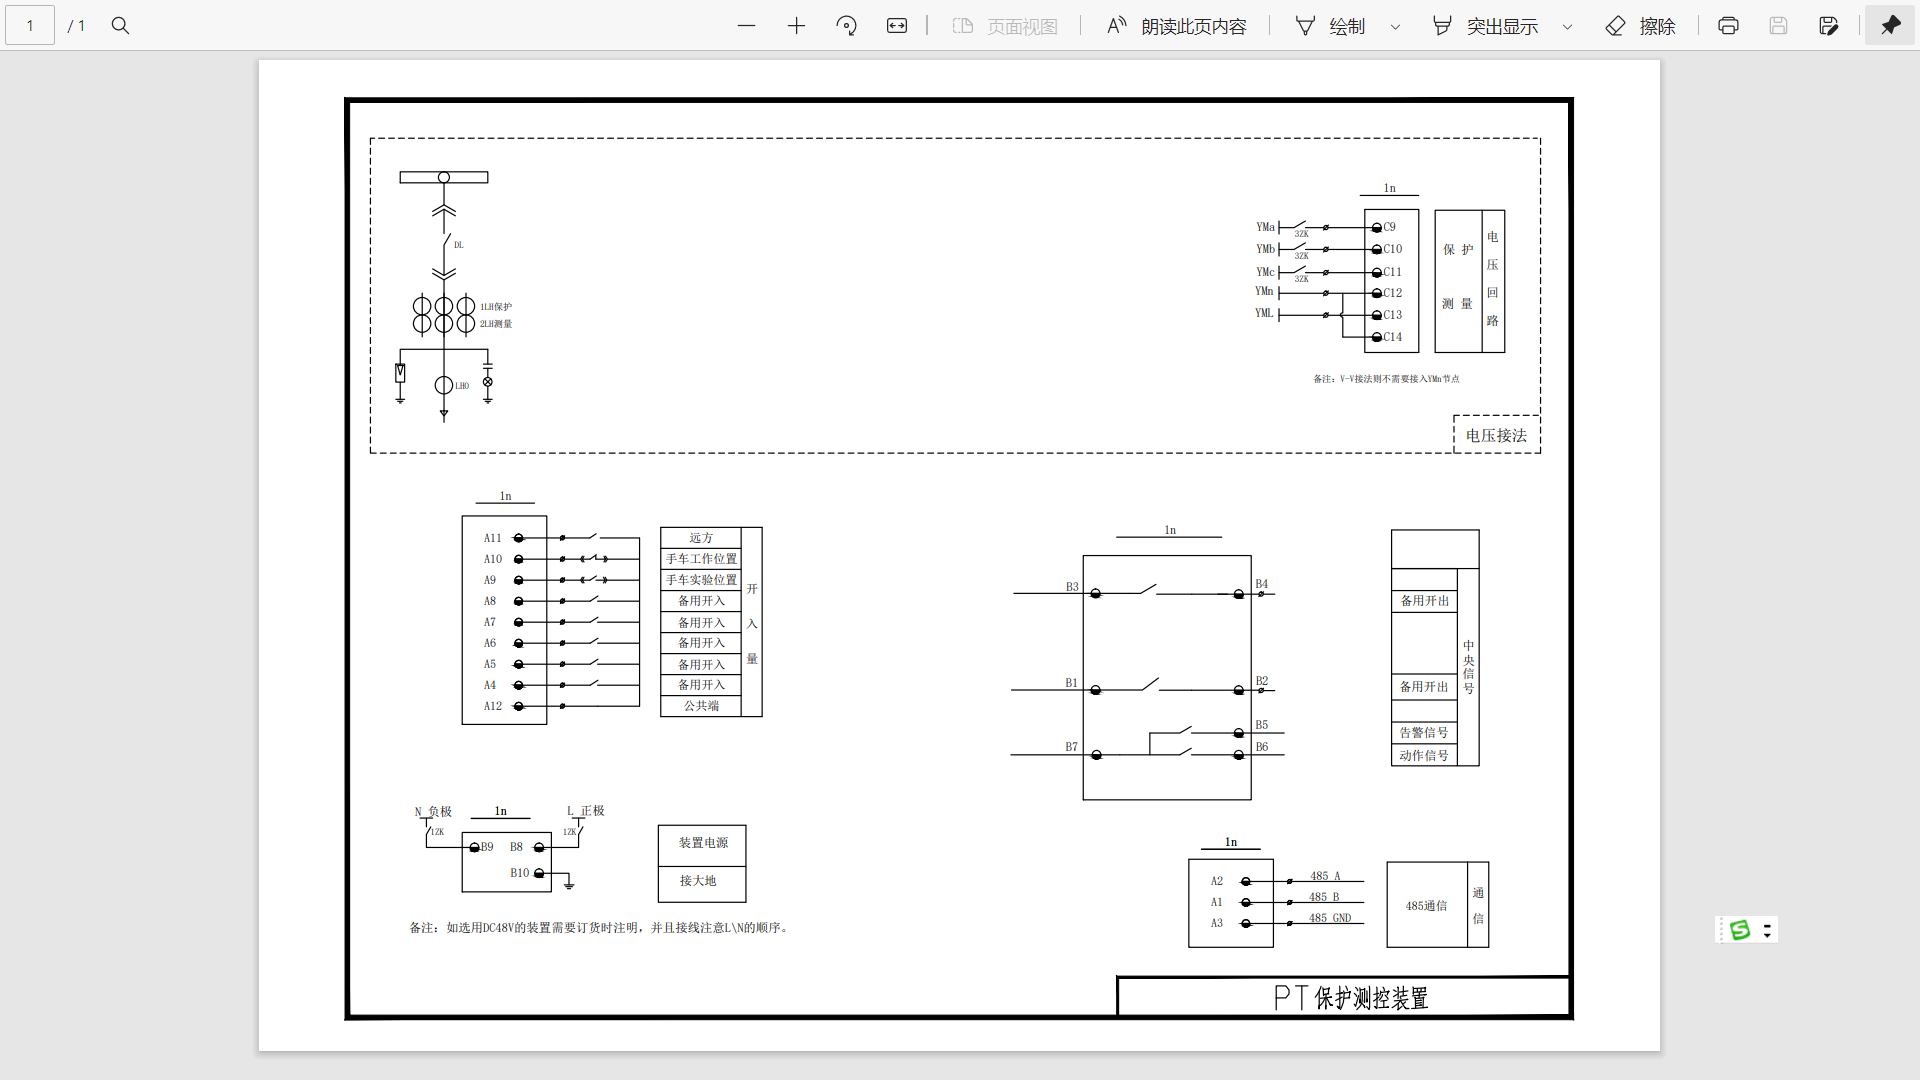 1 / 1 页面视图 朗读此页内容 绘制 突出显示 擦除
DL
1LH保护
2LH测量
LHO
1n
YMa 3ZK C9
YMb 3ZK C10
YMc 3ZK C11
YMn C12
YML C13
C14
保 护
测 量
电压回路
备注：V-V接法则不需要接入YMn节点
电压接法
1n
A11 远方
A10 手车工作位置
A9 手车实验位置
A8 备用开入
A7 备用开入
A6 备用开入
A5 备用开入
A4 备用开入
A12 公共端
开入量
1n
B3 B4
B1 B2
B5
B7 B6
备用开出
备用开出
告警信号
动作信号
中央信号
N 负极 1n L 正极
1ZK 1ZK
B9 B8
B10
装置电源
接大地
备注：如选用DC48V的装置需要订货时注明，并且接线注意L\N的顺序。
1n
A2 485 A
A1 485 B
A3 485 GND
485通信
通信
PT保护测控装置